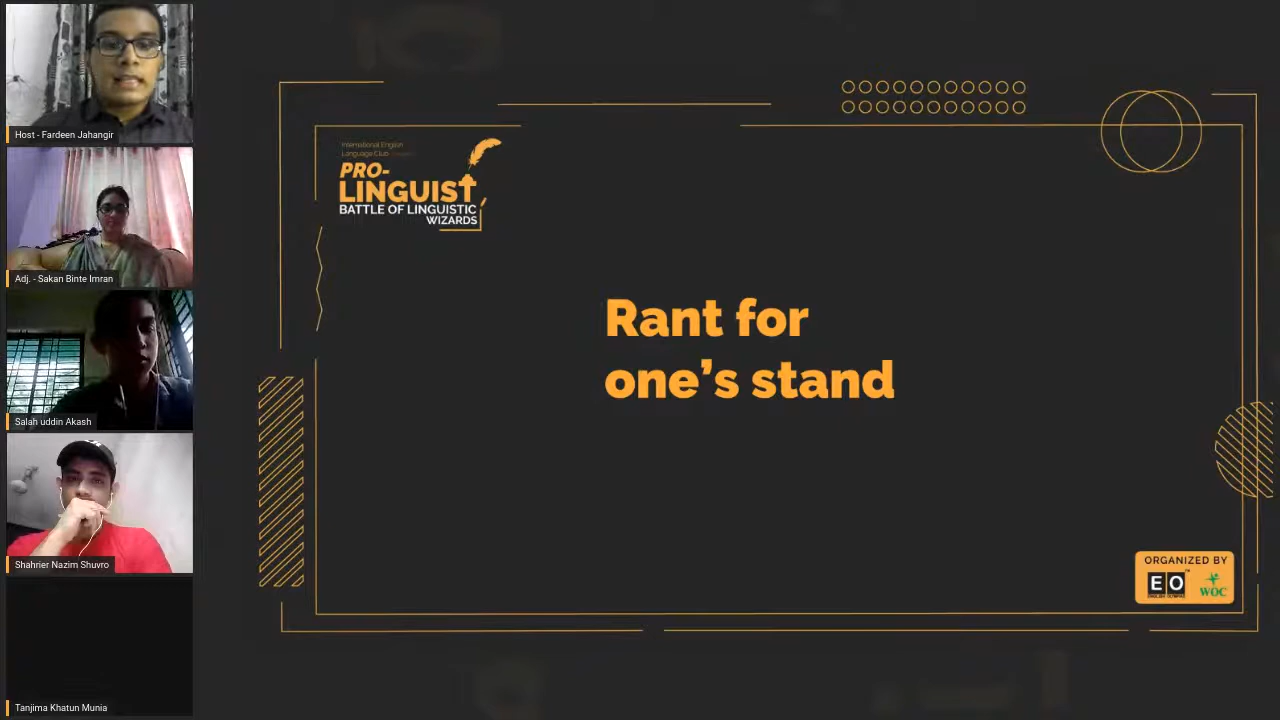 Host - Fardeen Jahangir
Adj. - Sakan Binte Imran
Salah uddin Akash
Shahrier Nazim Shuvro
Tanjima Khatun Munia
International English
Language Club
PRO-
LINGUIST
BATTLE OF LINGUISTIC
WIZARDS
Rant for
one's stand
ORGANIZED BY
EO
WOC